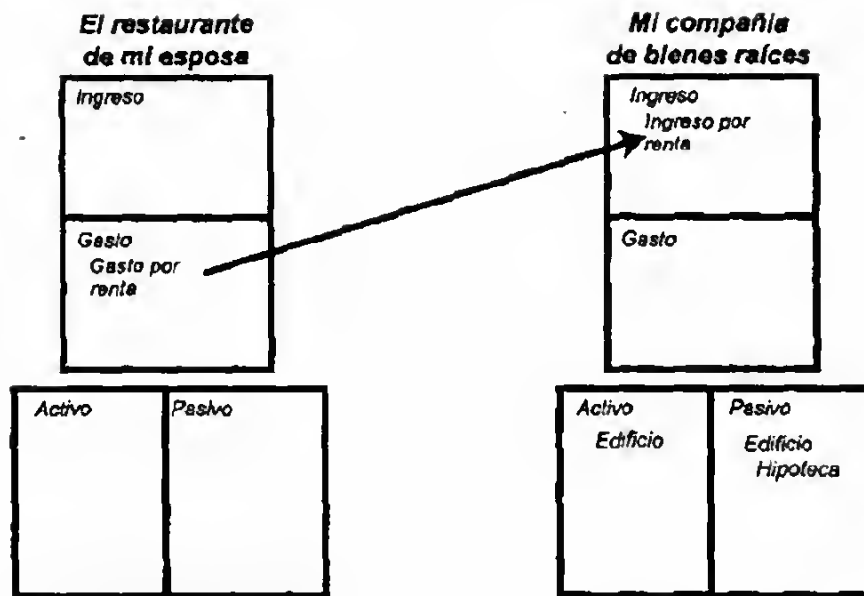 El restaurante
de mi esposa
Ingreso
Gasto
Gasto por
renta
Activo
Pasivo
Mi compañía
de bienes raíces
Ingreso
Ingreso por
renta
Gasto
Activo
Edificio
Pasivo
Edificio
Hipoteca